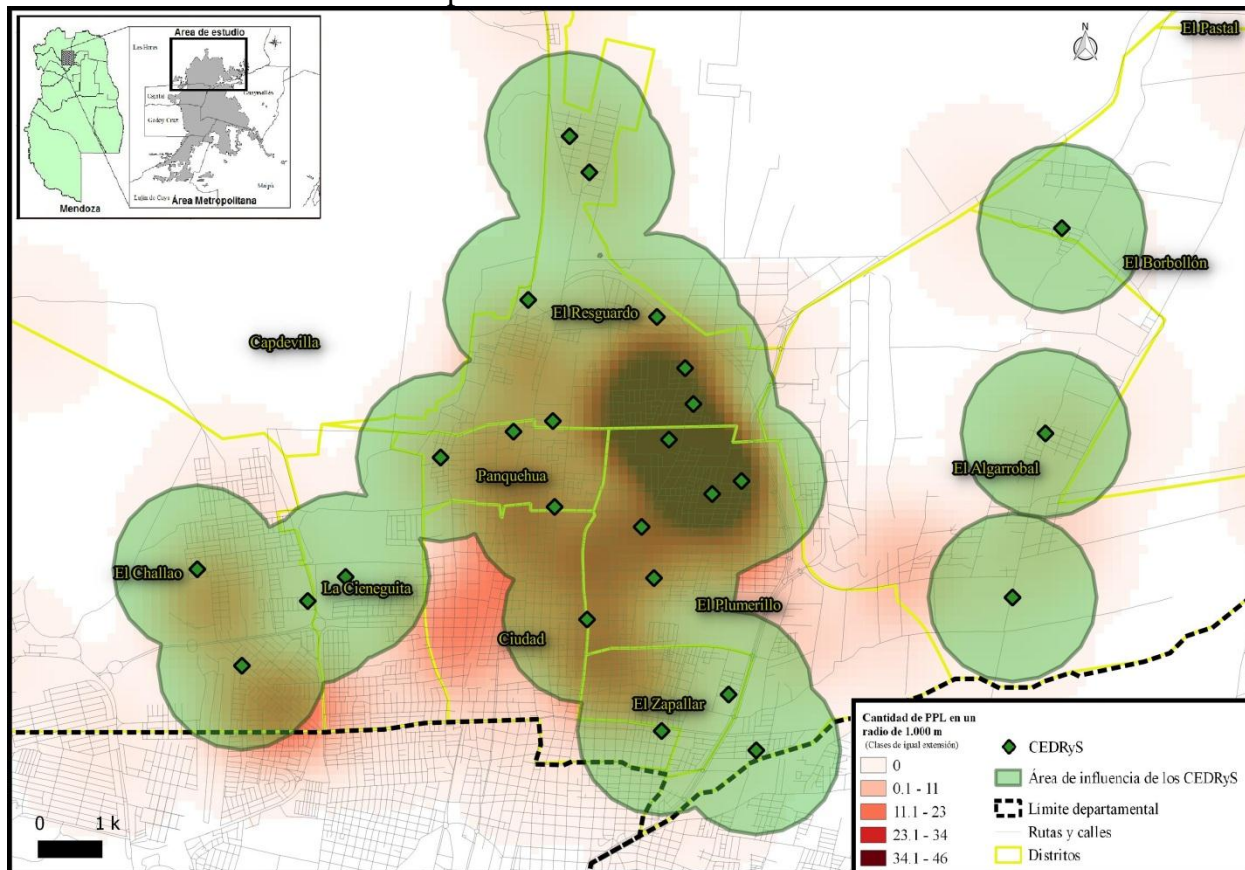 Area de estudio
Las Heras
Capital
Guaymallén
Godoy Cruz
Maipú
Luján de Cuyo
Área Metropolitana
Mendoza
N
El Pastal
El Borbollón
El Resguardo
Capdevilla
Panquehua
El Algarrobal
El Challao
La Cieneguita
El Plumerillo
Ciudad
El Zapallar
0 1 k
Cantidad de PPL en un
radio de 1.000 m
(Clases de igual extensión)
0
0.1 - 11
11.1 - 23
23.1 - 34
34.1 - 46
CEDRyS
Área de influencia de los CEDRyS
Limite departamental
Rutas y calles
Distritos